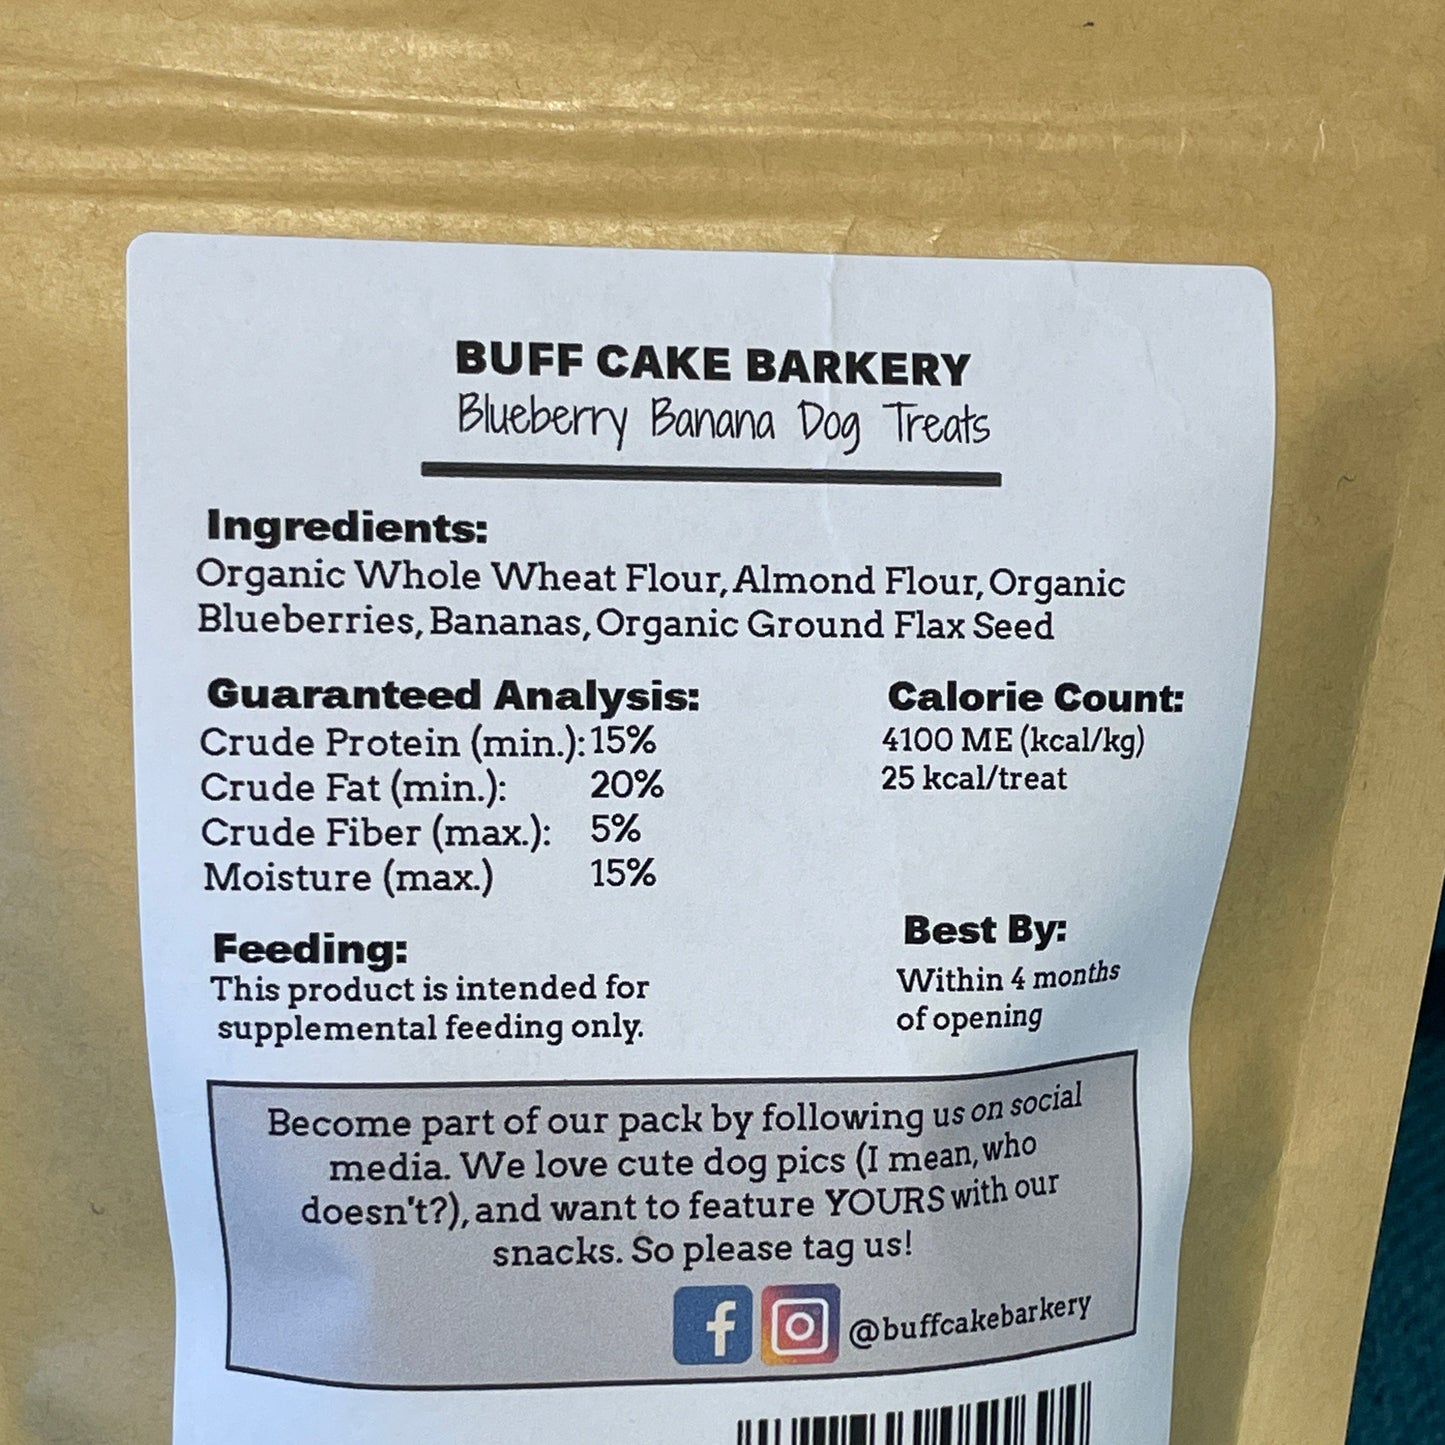 BUFF CAKE BARKERY
Blueberry Banana Dog Treats
Ingredients:
Organic Whole Wheat Flour, Almond Flour, Organic
Blueberries, Bananas, Organic Ground Flax Seed
Guaranteed Analysis:
Crude Protein (min.): 15%
Crude Fat (min.): 20%
Crude Fiber (max.): 5%
Moisture (max.) 15%
Calorie Count:
4100 ME (kcal/kg)
25 kcal/treat
Feeding:
This product is intended for
supplemental feeding only.
Best By:
Within 4 months
of opening
Become part of our pack by following us on social
media. We love cute dog pics (I mean, who
doesn't?), and want to feature YOURS with our
snacks. So please tag us!
f @buffcakebarkery